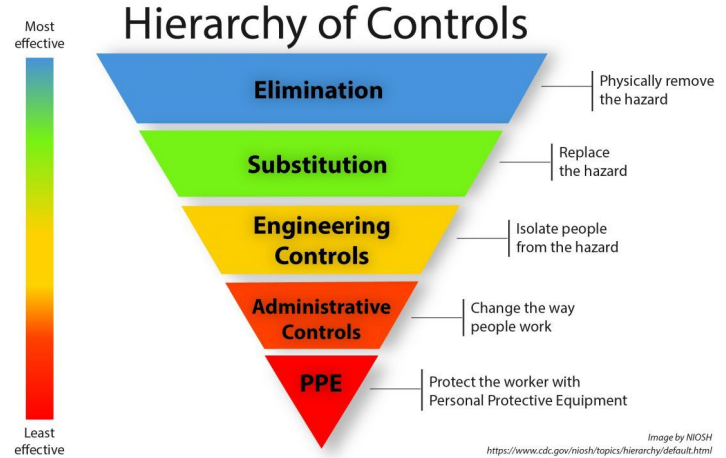 Hierarchy of Controls
Most
effective
Elimination
Physically remove
the hazard
Substitution
Replace
the hazard
Engineering
Controls
Isolate people
from the hazard
Administrative
Controls
Change the way
people work
PPE
Protect the worker with
Personal Protective Equipment
Least
effective
Image by NIOSH
https://www.cdc.gov/niosh/topics/hierarchy/default.html